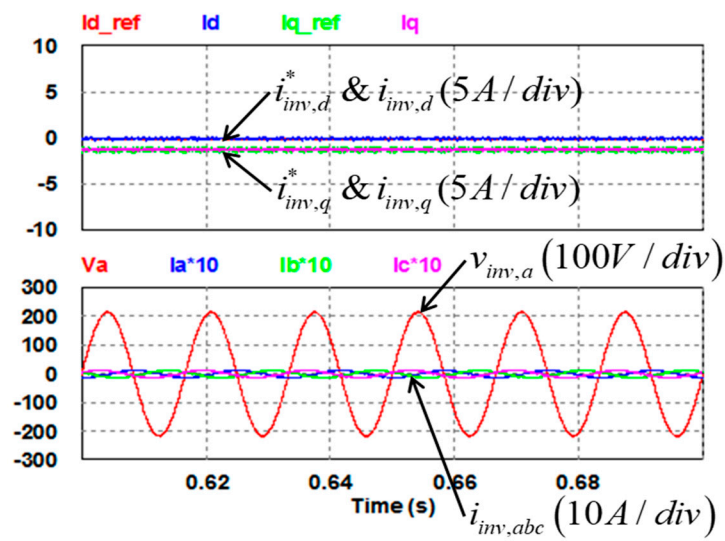 Id_ref Id Iq_ref Iq
10
5
0
-5
-10
i*inv,d & iinv,d (5A / div)
i*inv,q & iinv,q (5A / div)
Va Ia*10 Ib*10 Ic*10
vinv,a (100V / div)
300
200
100
0
-100
-200
-300
0.62 0.64 0.66 0.68
Time (s)
iinv,abc (10A / div)